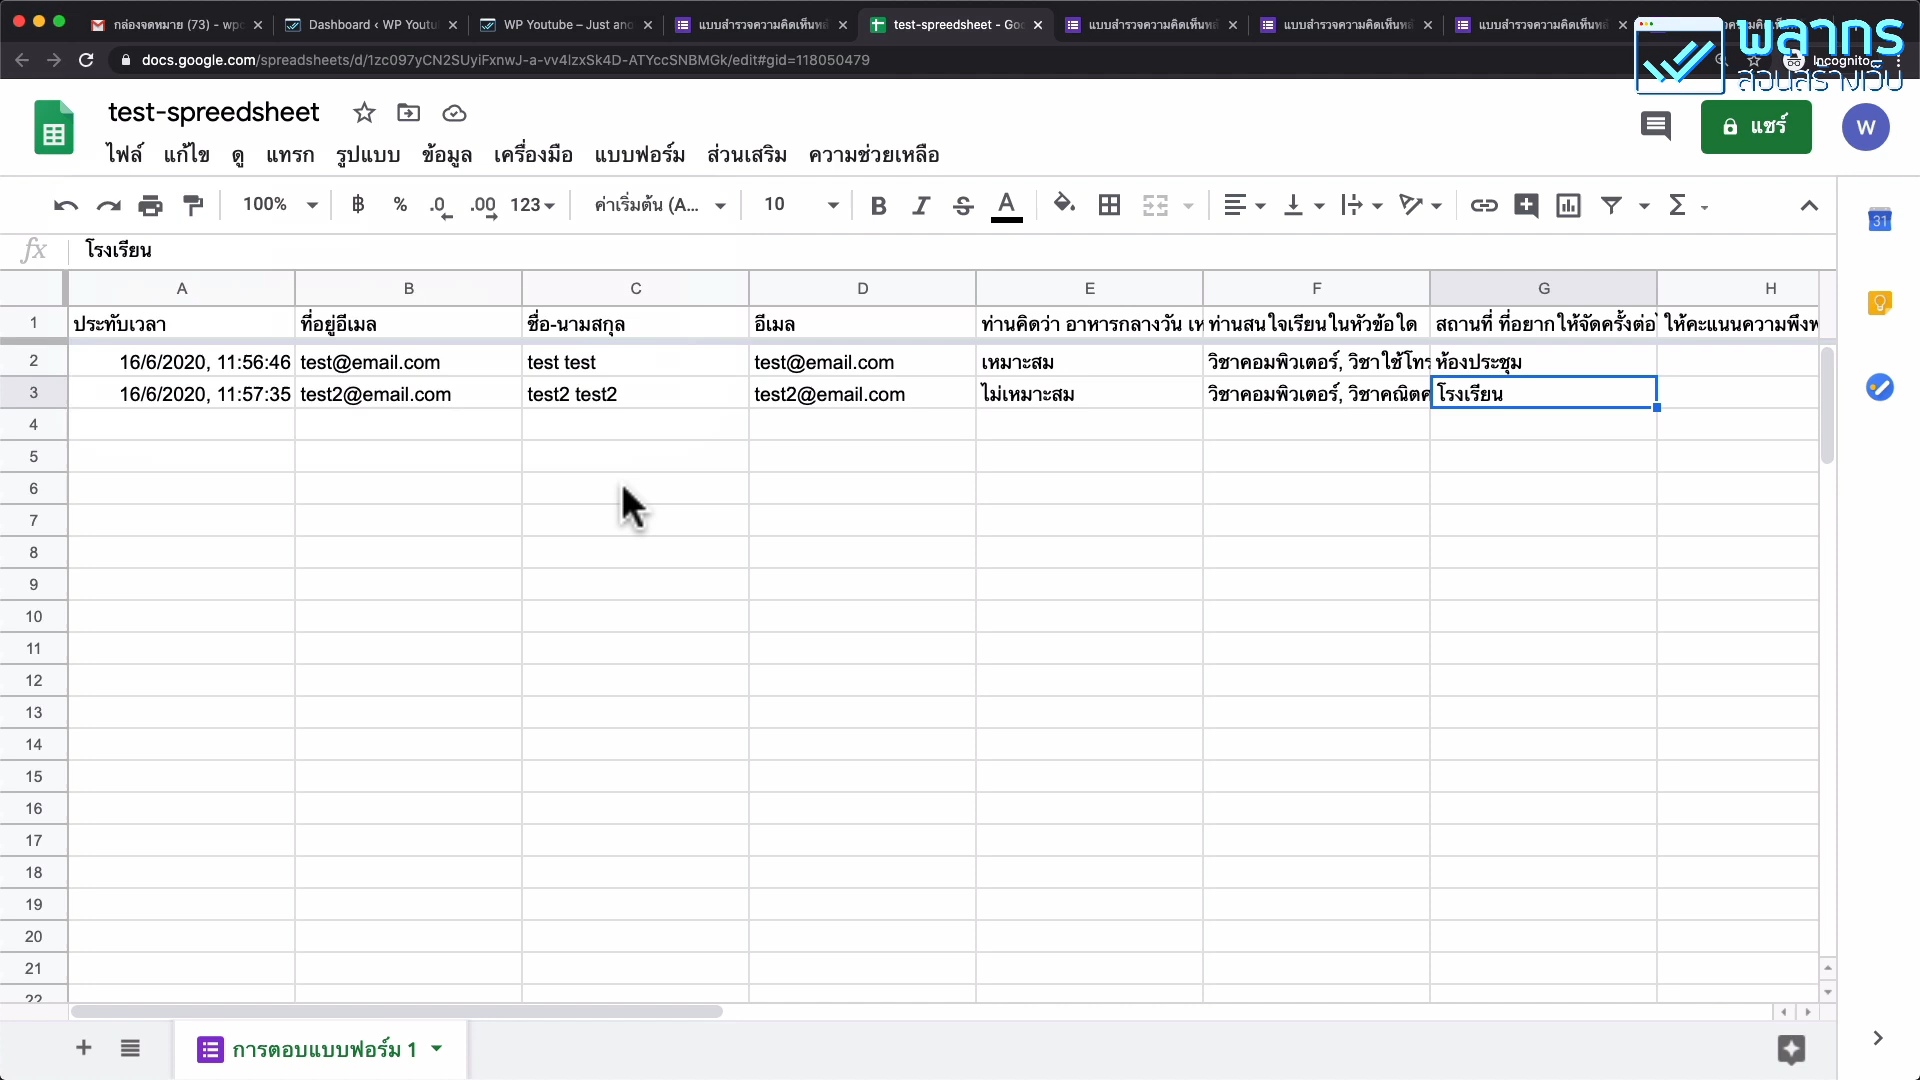 กล่องจดหมาย (73) - wpc
Dashboard ‹ WP Youtu
WP Youtube – Just ano
แบบสำรวจความคิดเห็นหลั
test-spreedsheet - Goo
แบบสำรวจความคิดเห็นหลั
แบบสำรวจความคิดเห็นหลั
แบบสำรวจความคิดเห็นหลั
พลากร
สอนสร้างเว็บ
docs.google.com/spreadsheets/d/1zc097yCN2SUyiFxnwJ-a-vv4lzxSk4D-ATYccSNBMGk/edit#gid=118050479
Incognito
test-spreedsheet
แชร์
W
ไฟล์ แก้ไข ดู แทรก รูปแบบ ข้อมูล เครื่องมือ แบบฟอร์ม ส่วนเสริม ความช่วยเหลือ
100% ฿ % .0 .00 123 ค่าเริ่มต้น (A... 10 B I S A Σ
31
fx โรงเรียน
A B C D E F G H
1 ประทับเวลา ที่อยู่อีเมล ชื่อ-นามสกุล อีเมล ท่านคิดว่า อาหารกลางวัน เห ท่านสนใจเรียนในหัวข้อใด สถานที่ ที่อยากให้จัดครั้งต่อไ ให้คะแนนความพึงพ
2 16/6/2020, 11:56:46 test@email.com test test test@email.com เหมาะสม วิชาคอมพิวเตอร์, วิชาใช้โทร ห้องประชุม
3 16/6/2020, 11:57:35 test2@email.com test2 test2 test2@email.com ไม่เหมาะสม วิชาคอมพิวเตอร์, วิชาคณิตศ โรงเรียน
4
5
6
7
8
9
10
11
12
13
14
15
16
17
18
19
20
21
22
การตอบแบบฟอร์ม 1